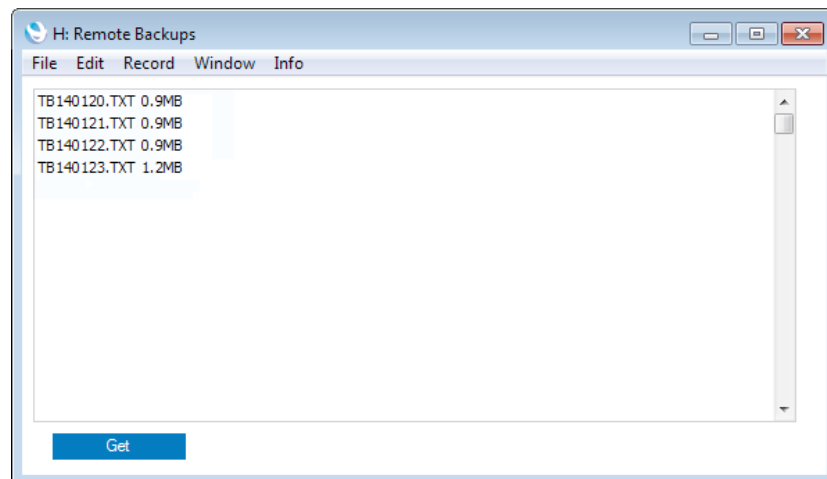 H: Remote Backups
File Edit Record Window Info
TB140120.TXT 0.9MB
TB140121.TXT 0.9MB
TB140122.TXT 0.9MB
TB140123.TXT 1.2MB
Get